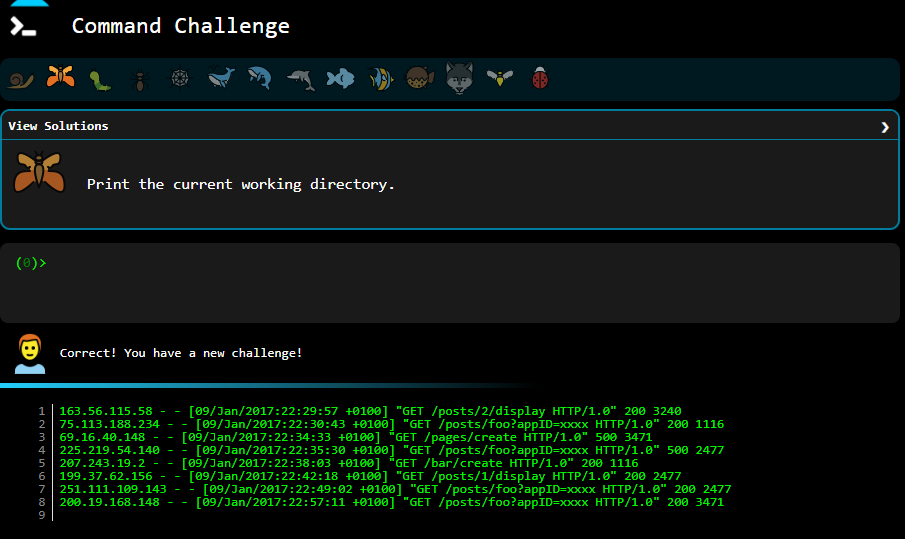 Command Challenge
View Solutions
Print the current working directory.
(0)>
Correct! You have a new challenge!
1 163.56.115.58 - - [09/Jan/2017:22:29:57 +0100] "GET /posts/2/display HTTP/1.0" 200 3240
2 75.113.188.234 - - [09/Jan/2017:22:30:43 +0100] "GET /posts/foo?appID=xxxx HTTP/1.0" 200 1116
3 69.16.40.148 - - [09/Jan/2017:22:34:33 +0100] "GET /pages/create HTTP/1.0" 500 3471
4 225.219.54.140 - - [09/Jan/2017:22:35:30 +0100] "GET /posts/foo?appID=xxxx HTTP/1.0" 500 2477
5 207.243.19.2 - - [09/Jan/2017:22:38:03 +0100] "GET /bar/create HTTP/1.0" 200 1116
6 199.37.62.156 - - [09/Jan/2017:22:42:18 +0100] "GET /posts/1/display HTTP/1.0" 200 2477
7 251.111.109.143 - - [09/Jan/2017:22:49:02 +0100] "GET /posts/foo?appID=xxxx HTTP/1.0" 200 2477
8 200.19.168.148 - - [09/Jan/2017:22:57:11 +0100] "GET /posts/foo?appID=xxxx HTTP/1.0" 200 3471
9